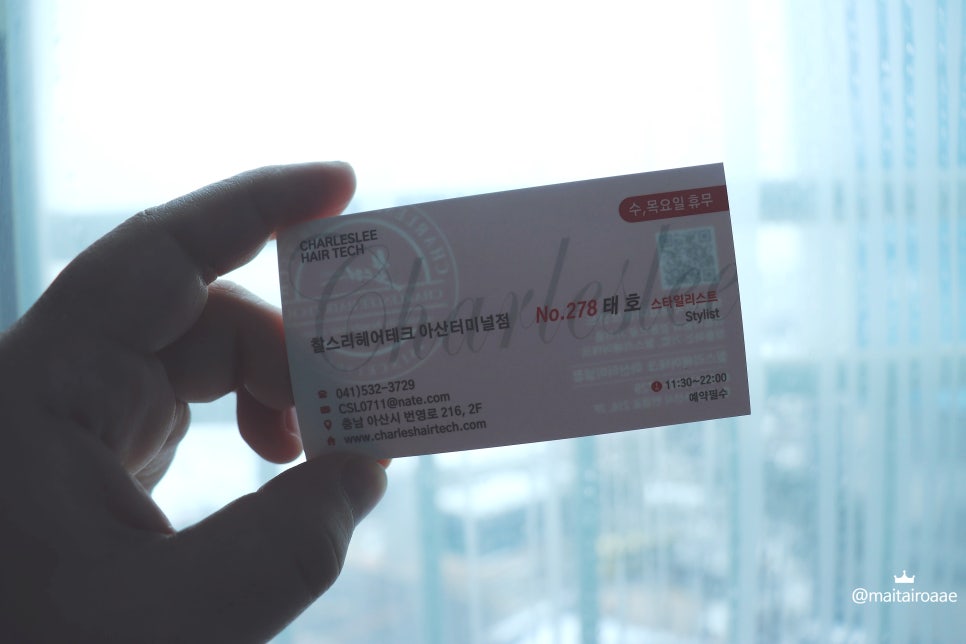 수,목요일 휴무
CHARLESLEE
HAIR TECH
Charleslee
찰스리헤어테크 아산터미널점
No.278 태호 스타일리스트
Stylist
041)532-3729
CSL0711@nate.com
충남 아산시 번영로 216, 2F
www.charleshairtech.com
11:30~22:00
예약필수
@maitairoaae